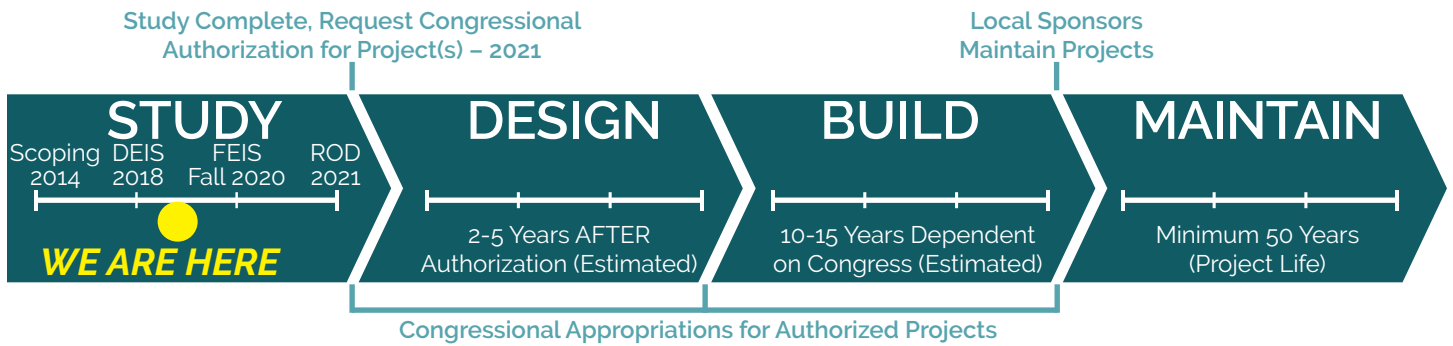 Study Complete, Request Congressional
Authorization for Project(s) – 2021
Local Sponsors
Maintain Projects
STUDY
Scoping
2014
DEIS
2018
FEIS
Fall 2020
ROD
2021
WE ARE HERE
DESIGN
2-5 Years AFTER
Authorization (Estimated)
BUILD
10-15 Years Dependent
on Congress (Estimated)
MAINTAIN
Minimum 50 Years
(Project Life)
Congressional Appropriations for Authorized Projects